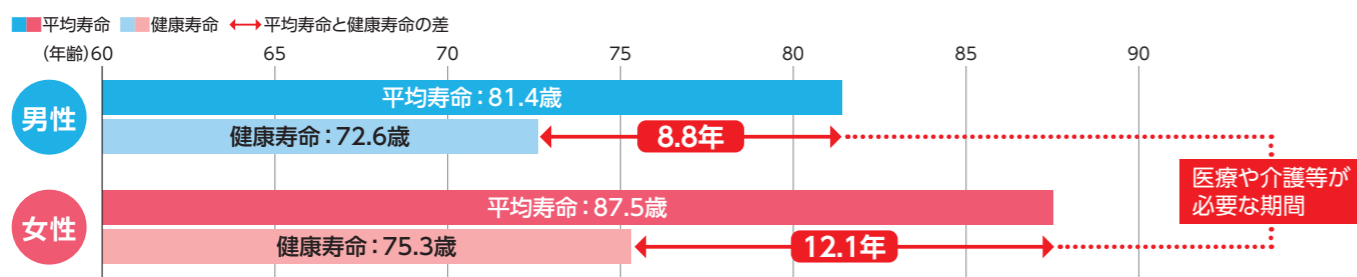 平均寿命 健康寿命 平均寿命と健康寿命の差
(年齢) 60 65 70 75 80 85 90
男性
平均寿命：81.4歳
健康寿命：72.6歳
8.8年
医療や介護等が
必要な期間
女性
平均寿命：87.5歳
健康寿命：75.3歳
12.1年